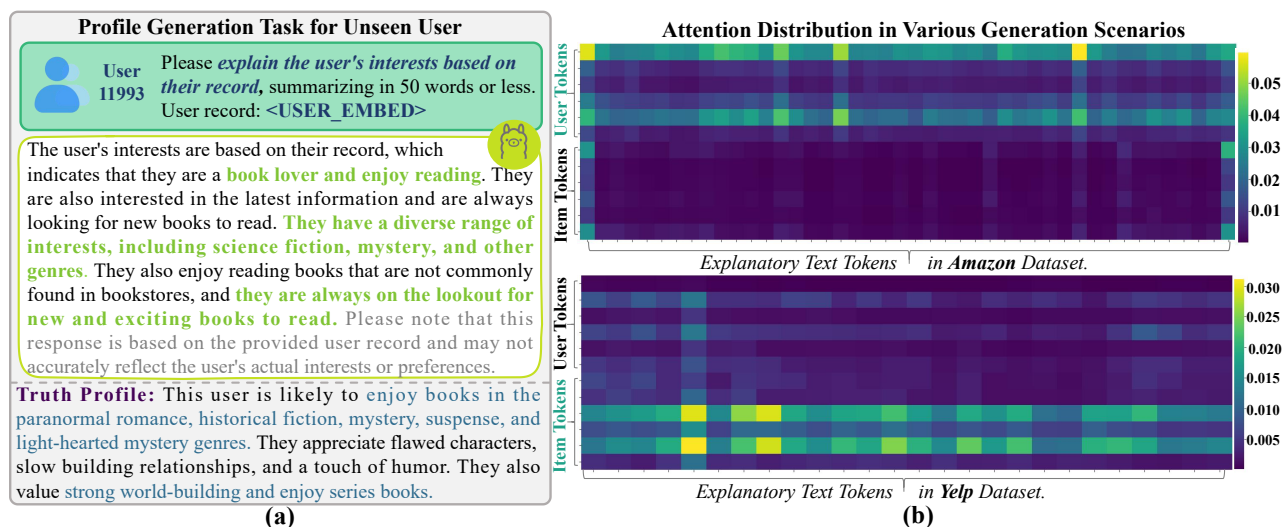 Profile Generation Task for Unseen User
User
11993
Please explain the user's interests based on
their record, summarizing in 50 words or less.
User record: <USER_EMBED>
The user's interests are based on their record, which
indicates that they are a book lover and enjoy reading. They
are also interested in the latest information and are always
looking for new books to read. They have a diverse range of
interests, including science fiction, mystery, and other
genres. They also enjoy reading books that are not commonly
found in bookstores, and they are always on the lookout for
new and exciting books to read. Please note that this
response is based on the provided user record and may not
accurately reflect the user's actual interests or preferences.
Truth Profile: This user is likely to enjoy books in the
paranormal romance, historical fiction, mystery, suspense, and
light-hearted mystery genres. They appreciate flawed characters,
slow building relationships, and a touch of humor. They also
value strong world-building and enjoy series books.
(a)
Attention Distribution in Various Generation Scenarios
User Tokens
Item Tokens
0.05
0.04
0.03
0.02
0.01
Explanatory Text Tokens in Amazon Dataset.
User Tokens
Item Tokens
0.030
0.025
0.020
0.015
0.010
0.005
Explanatory Text Tokens in Yelp Dataset.
(b)